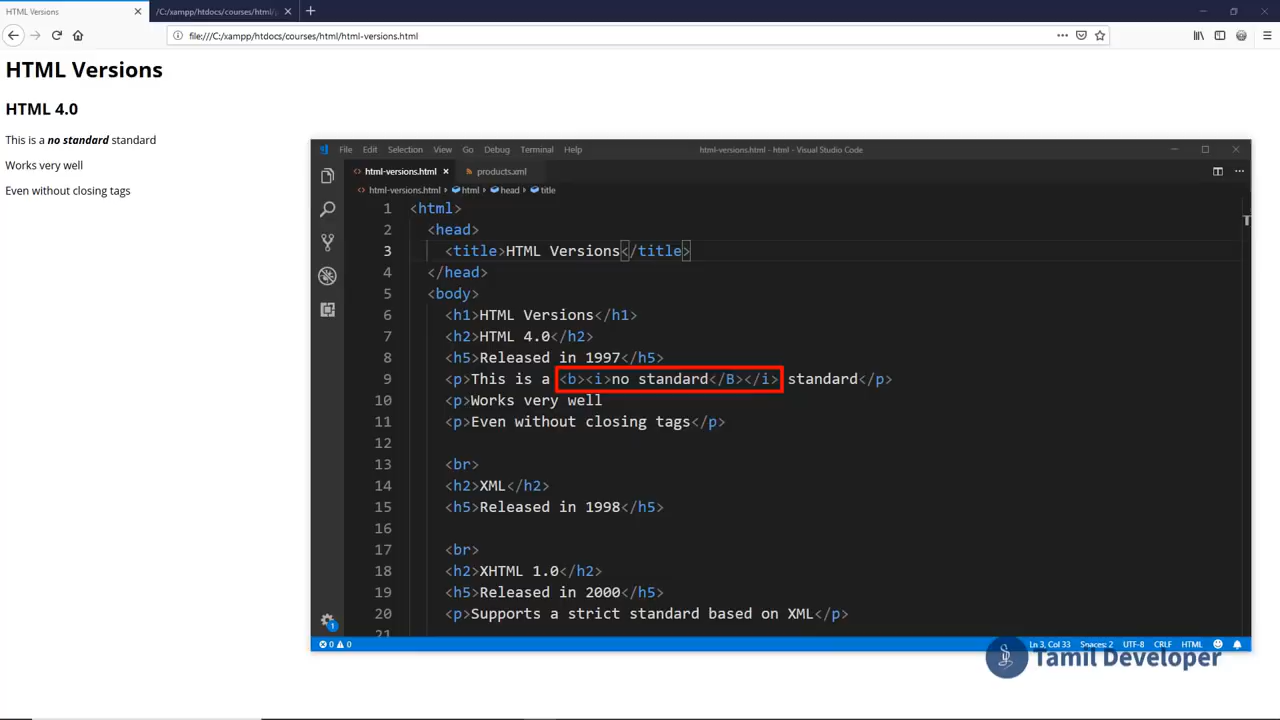 HTML Versions
/C:/xampp/htdocs/courses/html/p
file:///C:/xampp/htdocs/courses/html/html-versions.html
HTML Versions
HTML 4.0
This is a no standard standard
Works very well
Even without closing tags
File Edit Selection View Go Debug Terminal Help
html-versions.html - html - Visual Studio Code
html-versions.html
products.xml
html-versions.html html head title
1 <html>
2 <head>
3 <title>HTML Versions</title>
4 </head>
5 <body>
6 <h1>HTML Versions</h1>
7 <h2>HTML 4.0</h2>
8 <h5>Released in 1997</h5>
9 <p>This is a <b><i>no standard</B></i> standard</p>
10 <p>Works very well
11 <p>Even without closing tags</p>
12
13 <br>
14 <h2>XML</h2>
15 <h5>Released in 1998</h5>
16
17 <br>
18 <h2>XHTML 1.0</h2>
19 <h5>Released in 2000</h5>
20 <p>Supports a strict standard based on XML</p>
21
1
0 0 Ln 3, Col 33 Spaces: 2 UTF-8 CRLF HTML
Tamil Developer